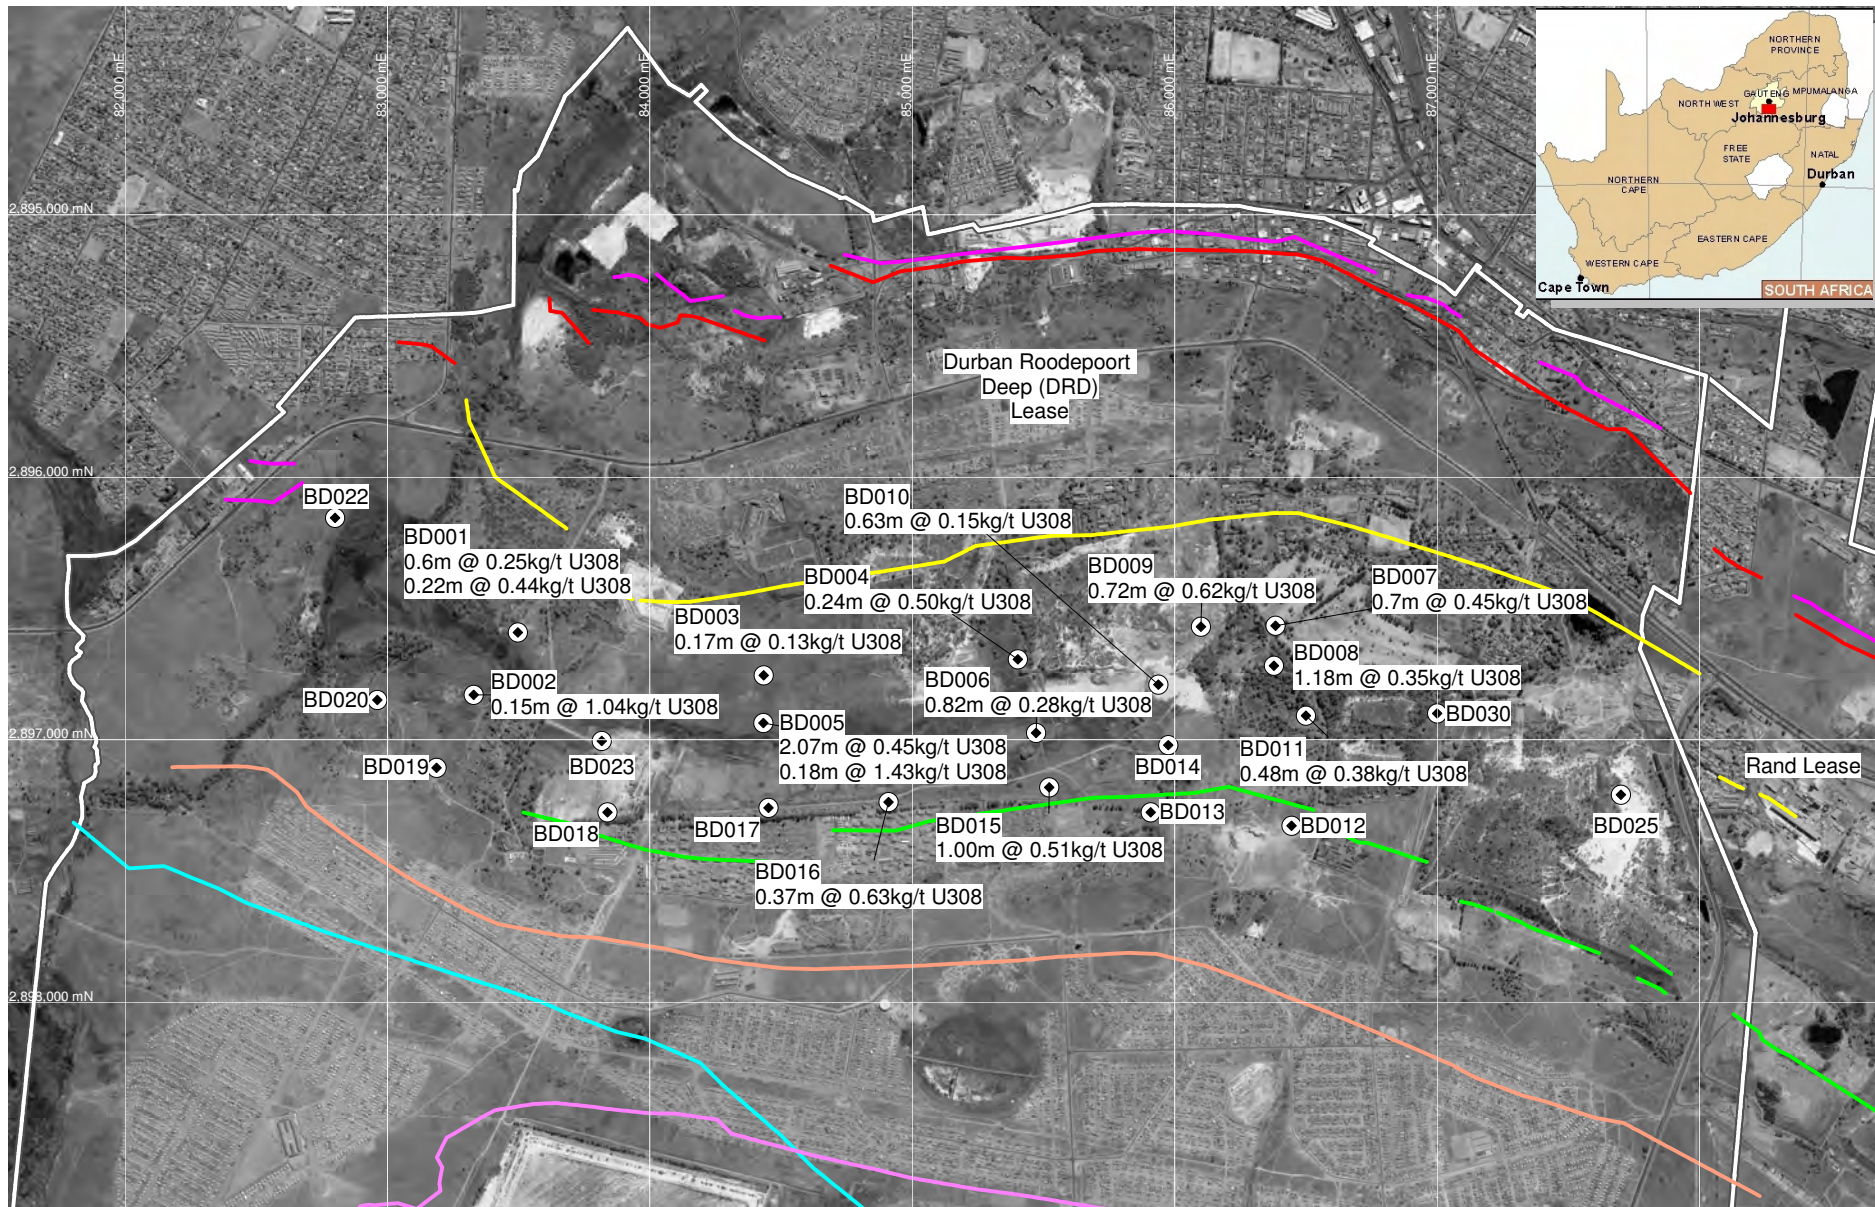 82,000 mE
83,000 mE
84,000 mE
85,000 mE
86,000 mE
87,000 mE
2,895,000 mN
2,896,000 mN
2,897,000 mN
2,898,000 mN
NORTHERN
PROVINCE
GAUTENG
MPUMALANGA
NORTH WEST
Johannesburg
FREE
STATE
NATAL
Durban
NORTHERN
CAPE
EASTERN CAPE
WESTERN CAPE
Cape Town
SOUTH AFRICA
Durban Roodepoort
Deep (DRD)
Lease
BD022
BD001
0.6m @ 0.25kg/t U308
0.22m @ 0.44kg/t U308
BD010
0.63m @ 0.15kg/t U308
BD004
0.24m @ 0.50kg/t U308
BD009
0.72m @ 0.62kg/t U308
BD007
0.7m @ 0.45kg/t U308
BD003
0.17m @ 0.13kg/t U308
BD008
1.18m @ 0.35kg/t U308
BD006
0.82m @ 0.28kg/t U308
BD020
BD002
0.15m @ 1.04kg/t U308
BD030
BD005
2.07m @ 0.45kg/t U308
0.18m @ 1.43kg/t U308
BD019
BD023
BD014
BD011
0.48m @ 0.38kg/t U308
Rand Lease
BD018
BD017
BD015
1.00m @ 0.51kg/t U308
BD013
BD012
BD025
BD016
0.37m @ 0.63kg/t U308